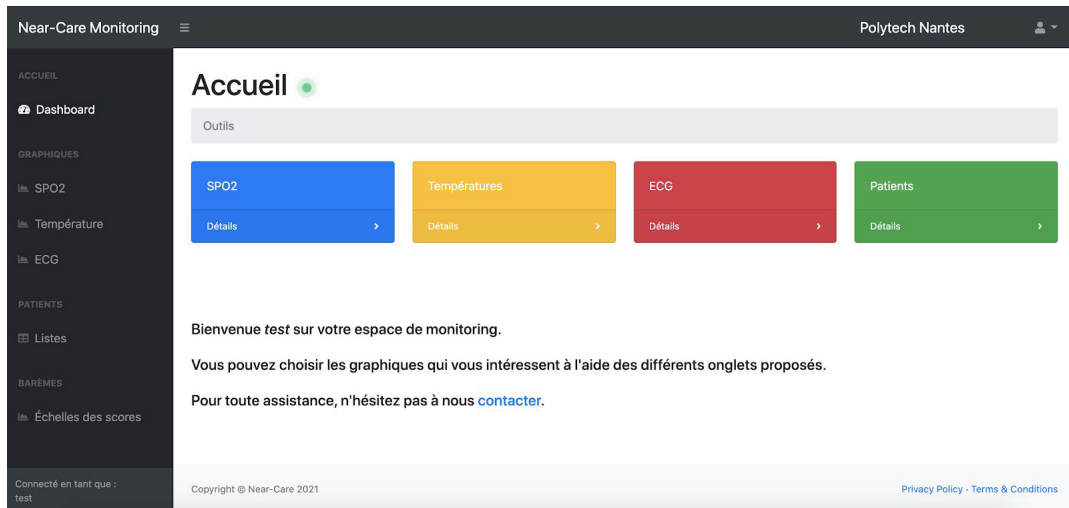 Near-Care Monitoring
Polytech Nantes
ACCUEIL
Dashboard
GRAPHIQUES
SPO2
Température
ECG
PATIENTS
Listes
BARÈMES
Échelles des scores
Connecté en tant que :
test
Accueil
Outils
SPO2
Détails
Températures
Détails
ECG
Détails
Patients
Détails
Bienvenue test sur votre espace de monitoring.
Vous pouvez choisir les graphiques qui vous intéressent à l'aide des différents onglets proposés.
Pour toute assistance, n'hésitez pas à nous contacter.
Copyright © Near-Care 2021
Privacy Policy · Terms & Conditions